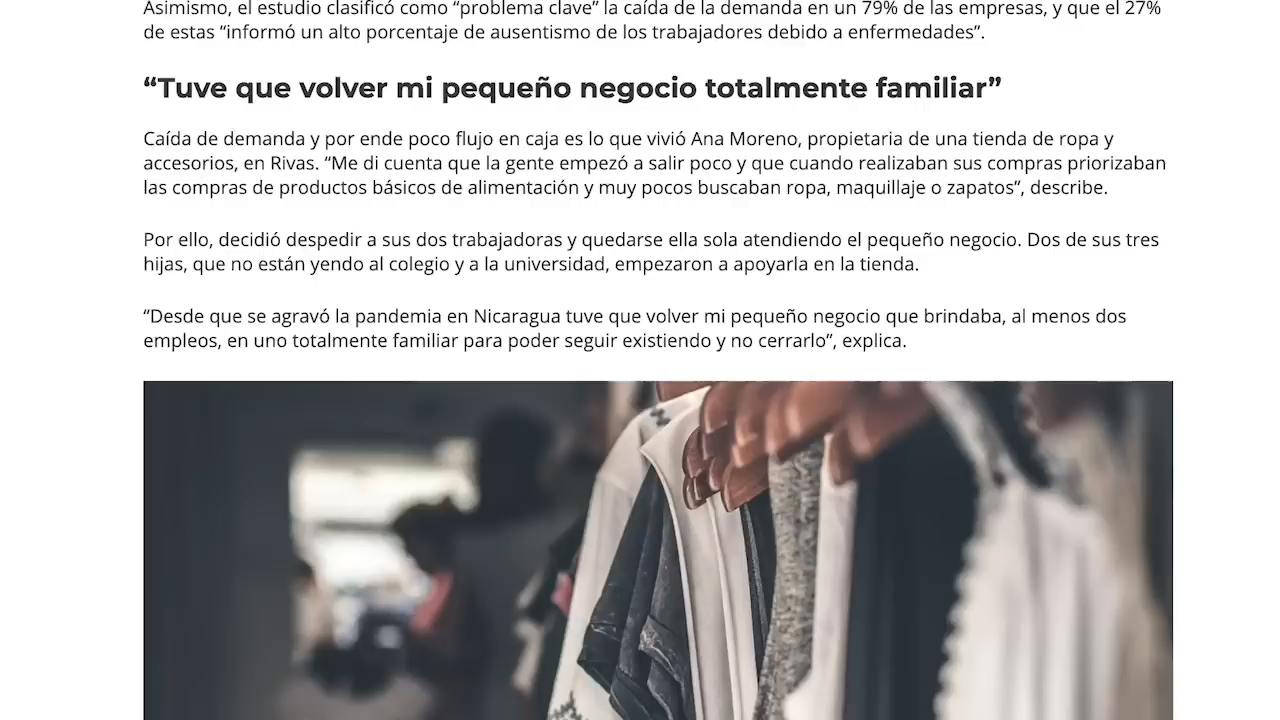 Asimismo, el estudio clasificó como “problema clave” la caída de la demanda en un 79% de las empresas, y que el 27%
de estas “informó un alto porcentaje de ausentismo de los trabajadores debido a enfermedades”.
“Tuve que volver mi pequeño negocio totalmente familiar”
Caída de demanda y por ende poco flujo en caja es lo que vivió Ana Moreno, propietaria de una tienda de ropa y
accesorios, en Rivas. “Me di cuenta que la gente empezó a salir poco y que cuando realizaban sus compras priorizaban
las compras de productos básicos de alimentación y muy pocos buscaban ropa, maquillaje o zapatos”, describe.
Por ello, decidió despedir a sus dos trabajadoras y quedarse ella sola atendiendo el pequeño negocio. Dos de sus tres
hijas, que no están yendo al colegio y a la universidad, empezaron a apoyarla en la tienda.
“Desde que se agravó la pandemia en Nicaragua tuve que volver mi pequeño negocio que brindaba, al menos dos
empleos, en uno totalmente familiar para poder seguir existiendo y no cerrarlo”, explica.